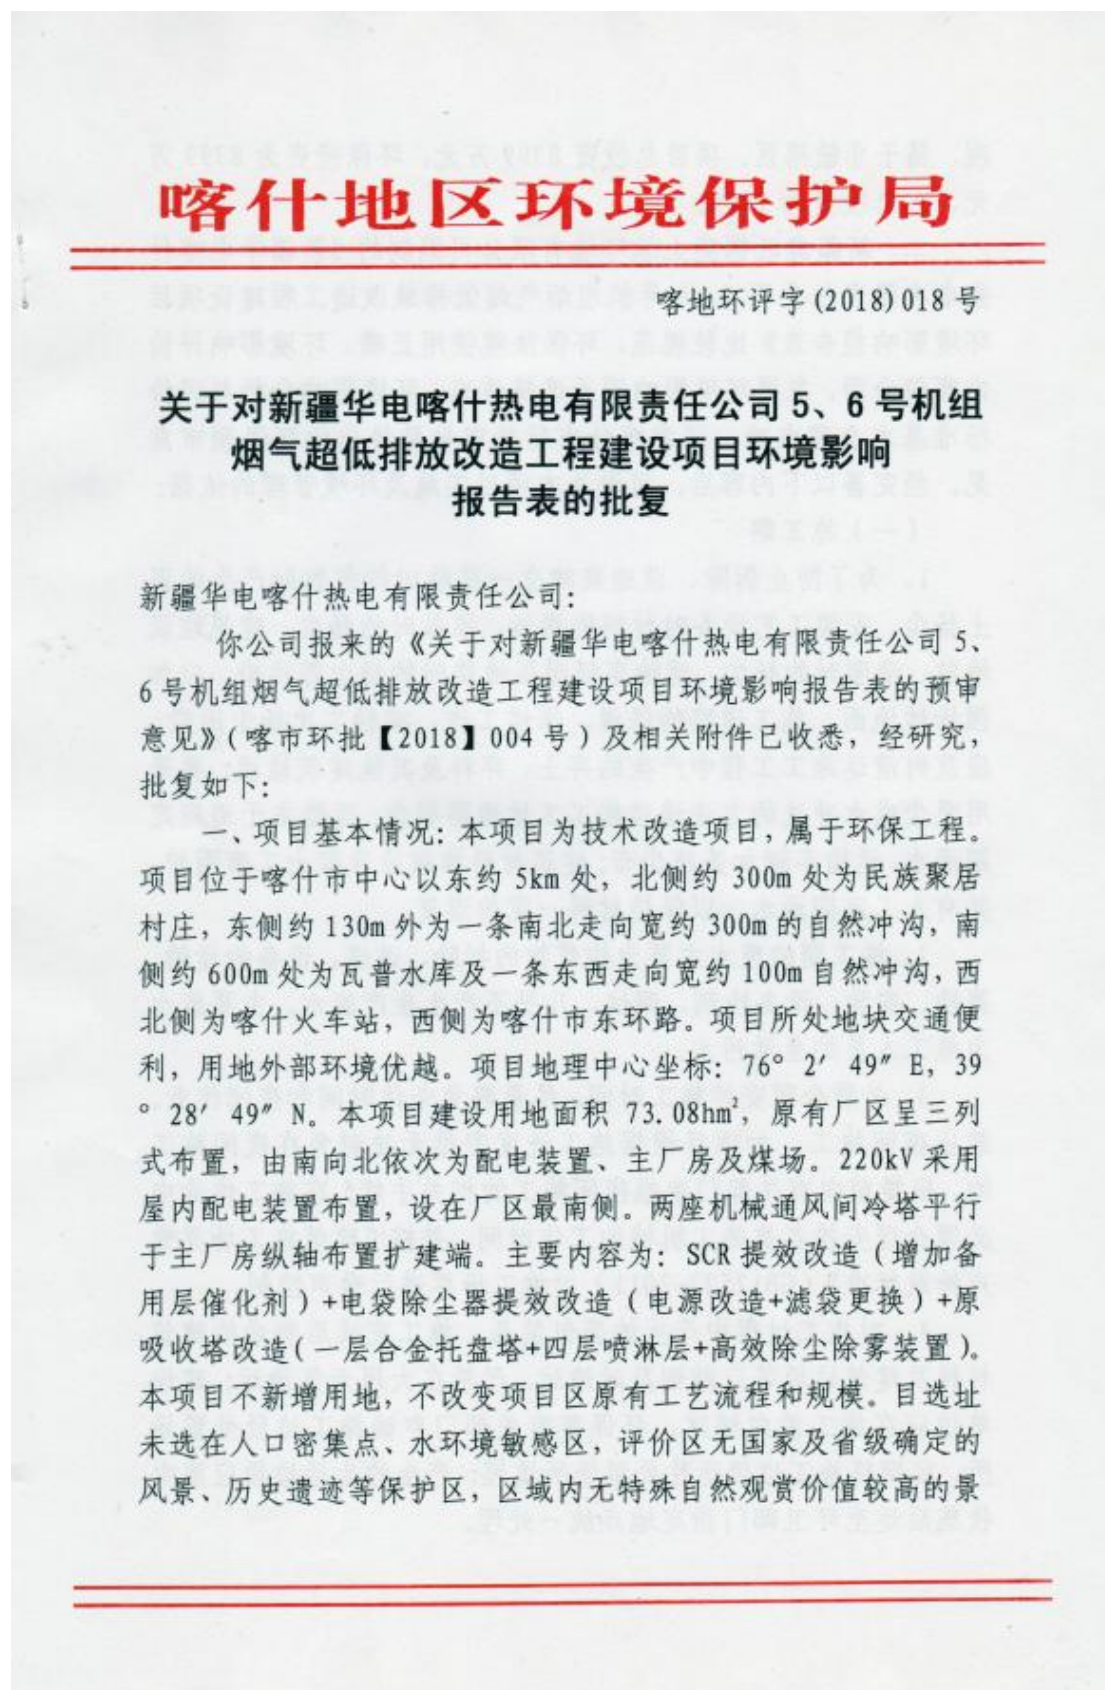 喀什地区环境保护局
喀地环评字(2018)018号
关于对新疆华电喀什热电有限责任公司5、6号机组
烟气超低排放改造工程建设项目环境影响
报告表的批复
新疆华电喀什热电有限责任公司：
你公司报来的《关于对新疆华电喀什热电有限责任公司5、
6号机组烟气超低排放改造工程建设项目环境影响报告表的预审
意见》（喀市环批【2018】004号）及相关附件已收悉，经研究，
批复如下：
一、项目基本情况：本项目为技术改造项目，属于环保工程。
项目位于喀什市中心以东约5km处，北侧约300m处为民族聚居
村庄，东侧约130m外为一条南北走向宽约300m的自然冲沟，南
侧约600m处为瓦普水库及一条东西走向宽约100m自然冲沟，西
北侧为喀什火车站，西侧为喀什市东环路。项目所处地块交通便
利，用地外部环境优越。项目地理中心坐标：76° 2′ 49″ E，39
° 28′ 49″ N。本项目建设用地面积 73.08hm²，原有厂区呈三列
式布置，由南向北依次为配电装置、主厂房及煤场。220kV采用
屋内配电装置布置，设在厂区最南侧。两座机械通风间冷塔平行
于主厂房纵轴布置扩建端。主要内容为：SCR提效改造（增加备
用层催化剂）+电袋除尘器提效改造（电源改造+滤袋更换）+原
吸收塔改造（一层合金托盘塔+四层喷淋层+高效除尘除雾装置）。
本项目不新增用地，不改变项目区原有工艺流程和规模。目选址
未选在人口密集点、水环境敏感区，评价区无国家及省级确定的
风景、历史遗迹等保护区，区域内无特殊自然观赏价值较高的景